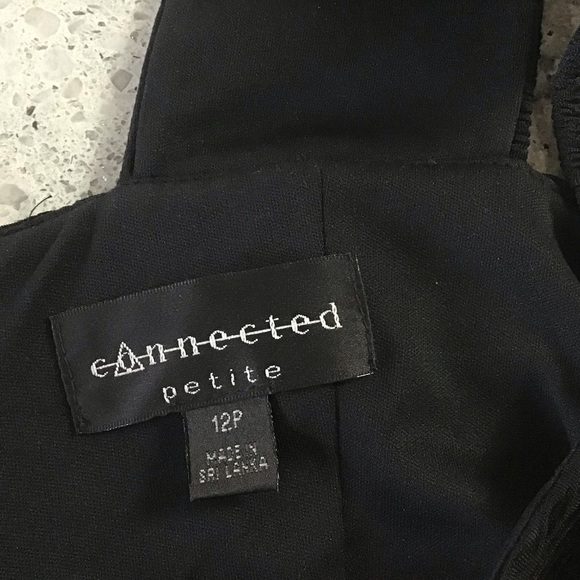 connected
petite
12P
MADE IN
SRI LANKA